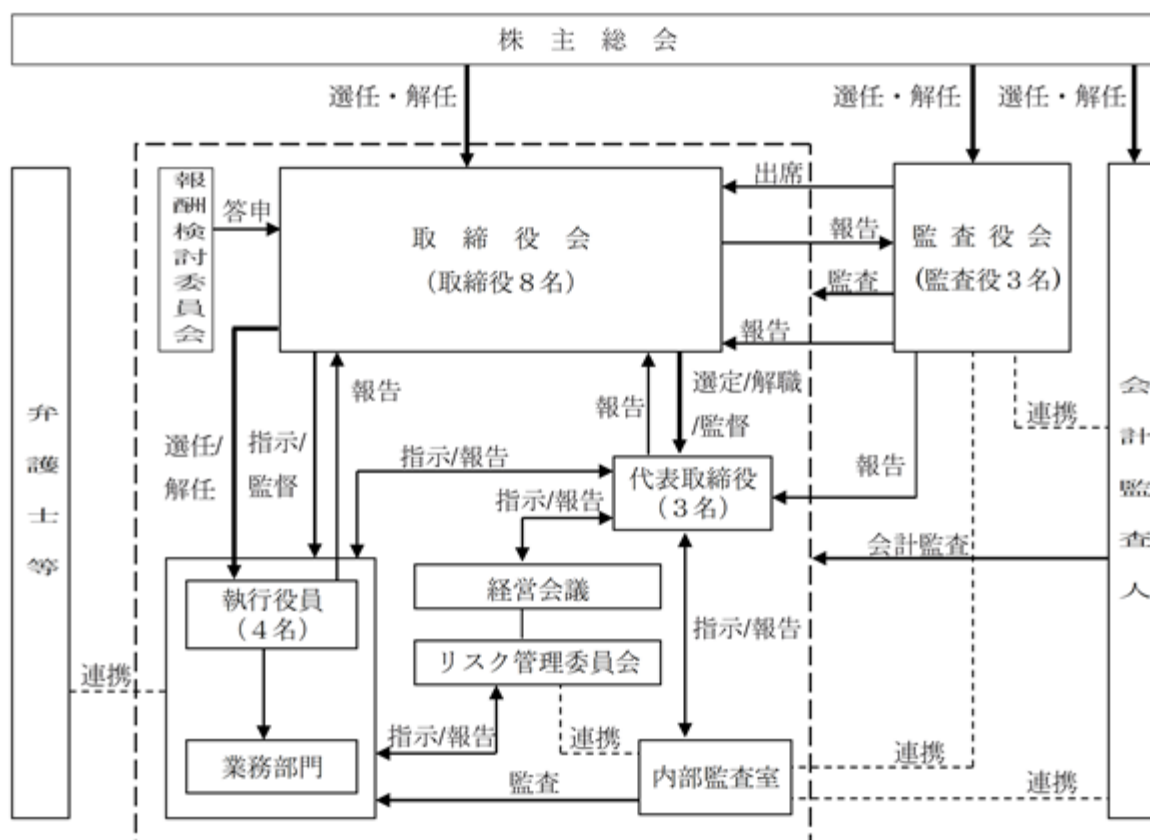 株 主 総 会
選任・解任
選任・解任
選任・解任
報酬検討委員会
答申
取 締 役 会
（取締役８名）
出席
報告
監査
報告
監 査 役 会
(監査役３名)
弁護士等
会計監査人
選任/
解任
指示/
監督
報告
報告
選定/解職
/監督
連携
報告
指示/報告
指示/報告
代表取締役
（３名）
会計監査
執行役員
（４名）
経営会議
リスク管理委員会
指示/報告
連携
指示/報告
連携
連携
業務部門
内部監査室
監査
連携